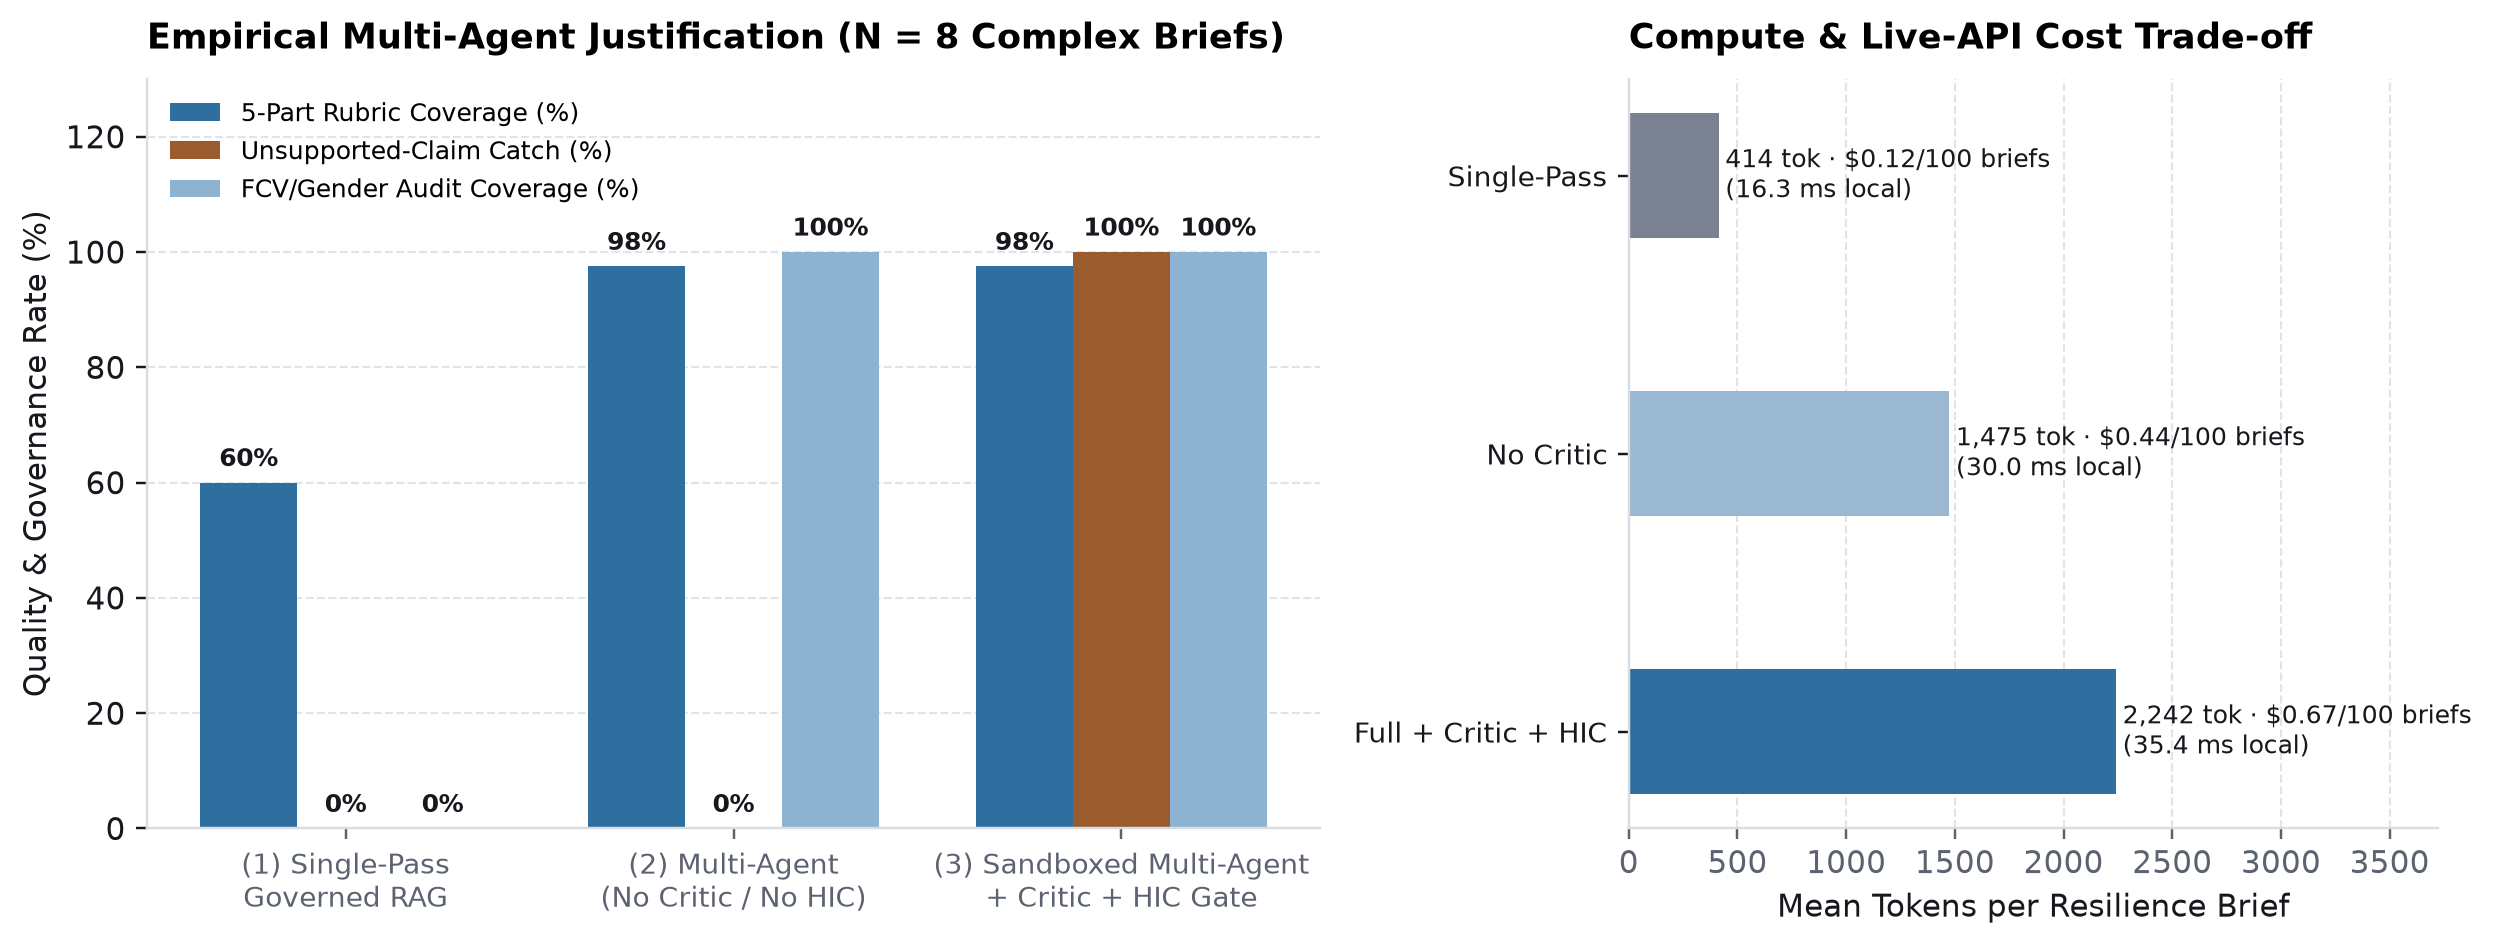 Empirical Multi-Agent Justification (N = 8 Complex Briefs)
5-Part Rubric Coverage (%)
Unsupported-Claim Catch (%)
FCV/Gender Audit Coverage (%)
Quality & Governance Rate (%)
120
100
80
60
40
20
0
60%
0%
0%
98%
0%
100%
98%
100%
100%
(1) Single-Pass
Governed RAG
(2) Multi-Agent
(No Critic / No HIC)
(3) Sandboxed Multi-Agent
+ Critic + HIC Gate
Compute & Live-API Cost Trade-off
Single-Pass
414 tok · $0.12/100 briefs
(16.3 ms local)
No Critic
1,475 tok · $0.44/100 briefs
(30.0 ms local)
Full + Critic + HIC
2,242 tok · $0.67/100 briefs
(35.4 ms local)
0 500 1000 1500 2000 2500 3000 3500
Mean Tokens per Resilience Brief